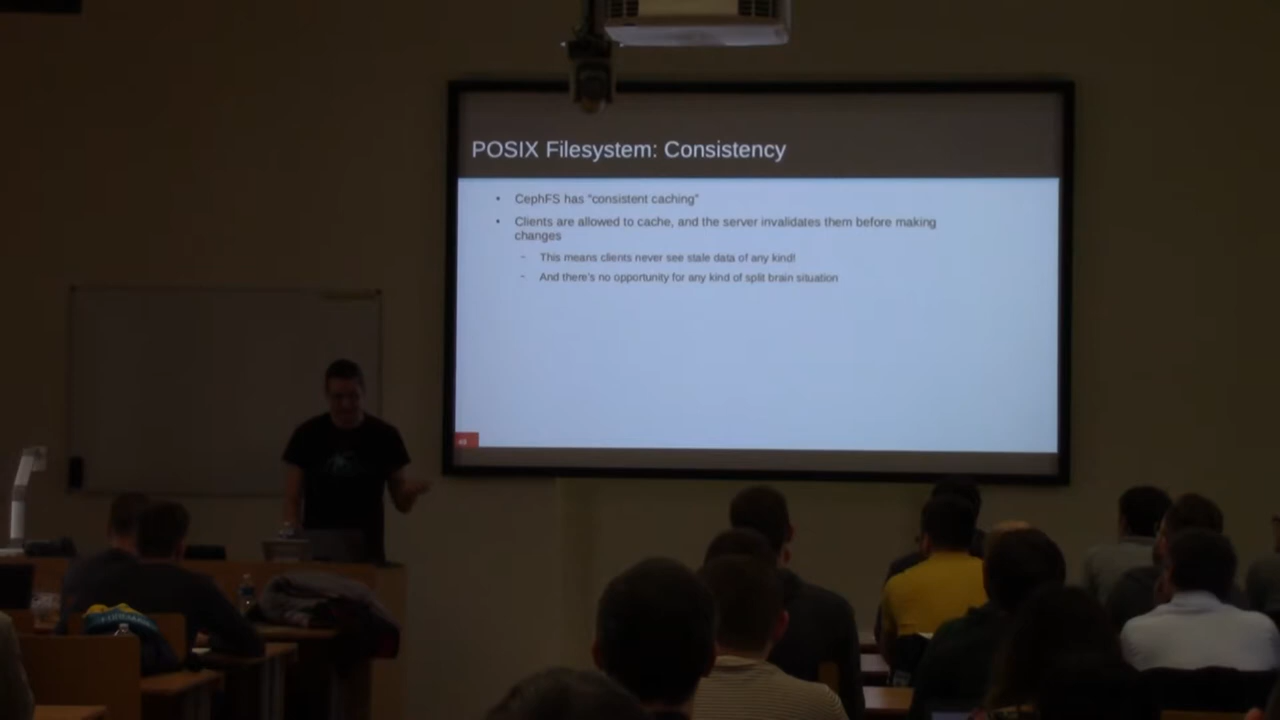 POSIX Filesystem: Consistency
• CephFS has "consistent caching"
• Clients are allowed to cache, and the server invalidates them before making
changes
– This means clients never see stale data of any kind!
– And there's no opportunity for any kind of split brain situation